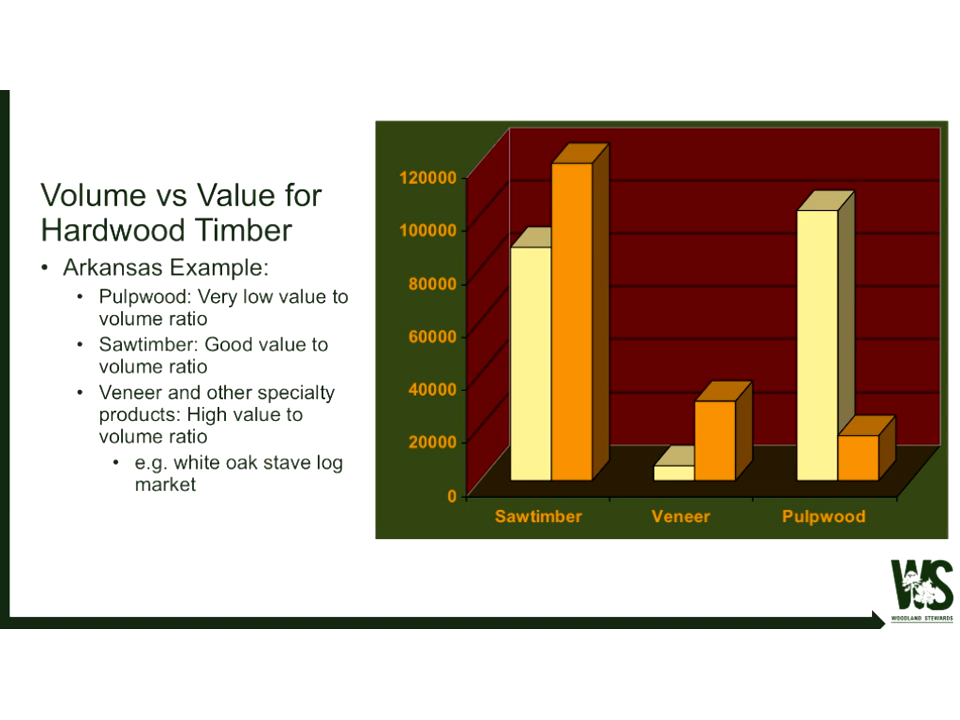 Volume vs Value for
Hardwood Timber
• Arkansas Example:
• Pulpwood: Very low value to
volume ratio
• Sawtimber: Good value to
volume ratio
• Veneer and other specialty
products: High value to
volume ratio
• e.g. white oak stave log
market
120000
100000
80000
60000
40000
20000
0
Sawtimber Veneer Pulpwood
WS
WOODLAND STEWARDS